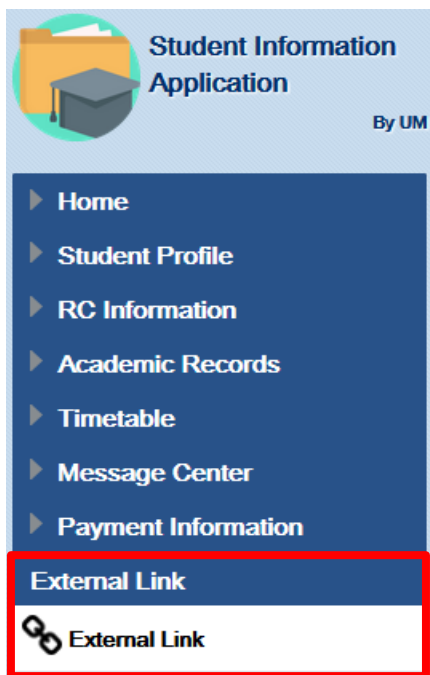 Student Information
Application
By UM
Home
Student Profile
RC Information
Academic Records
Timetable
Message Center
Payment Information
External Link
External Link